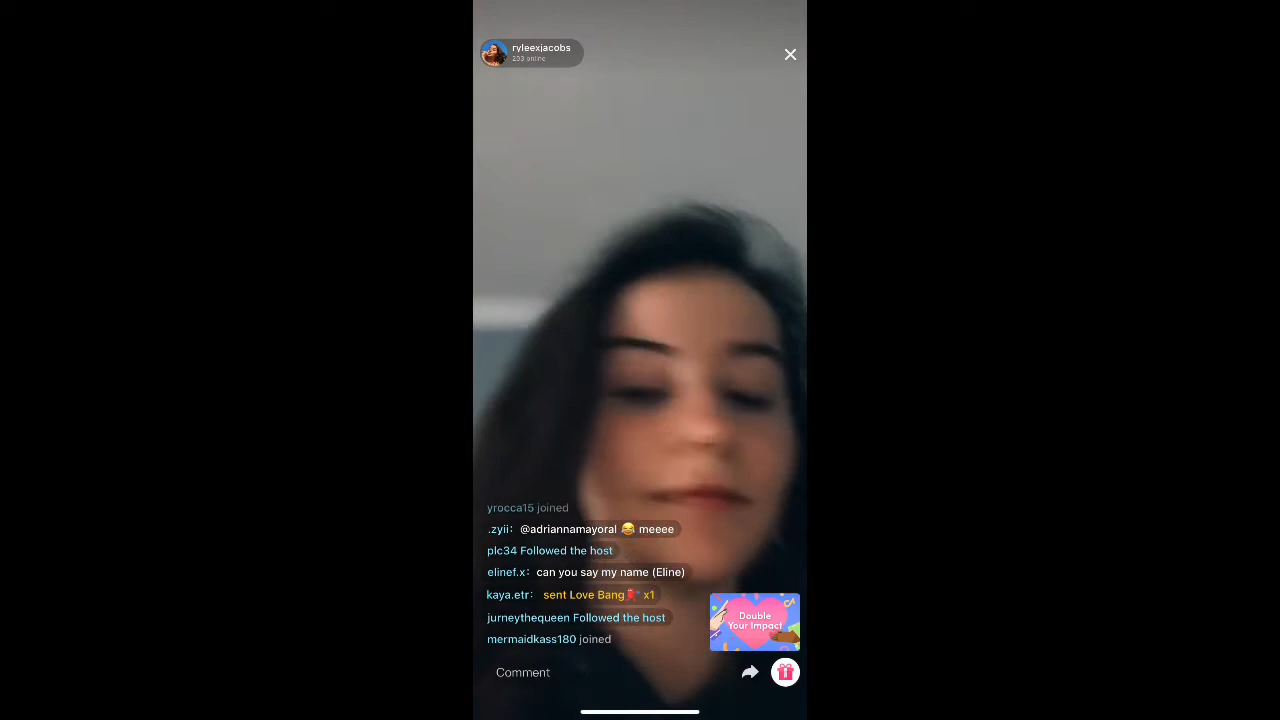 ryleexjacobs
203 online
yrocca15 joined
.zyii: @adriannamayoral 😂 meeee
plc34 Followed the host
elinef.x: can you say my name (Eline)
kaya.etr: sent Love Bang x1
jurneythequeen Followed the host
mermaidkass180 joined
Double
Your Impact
Comment